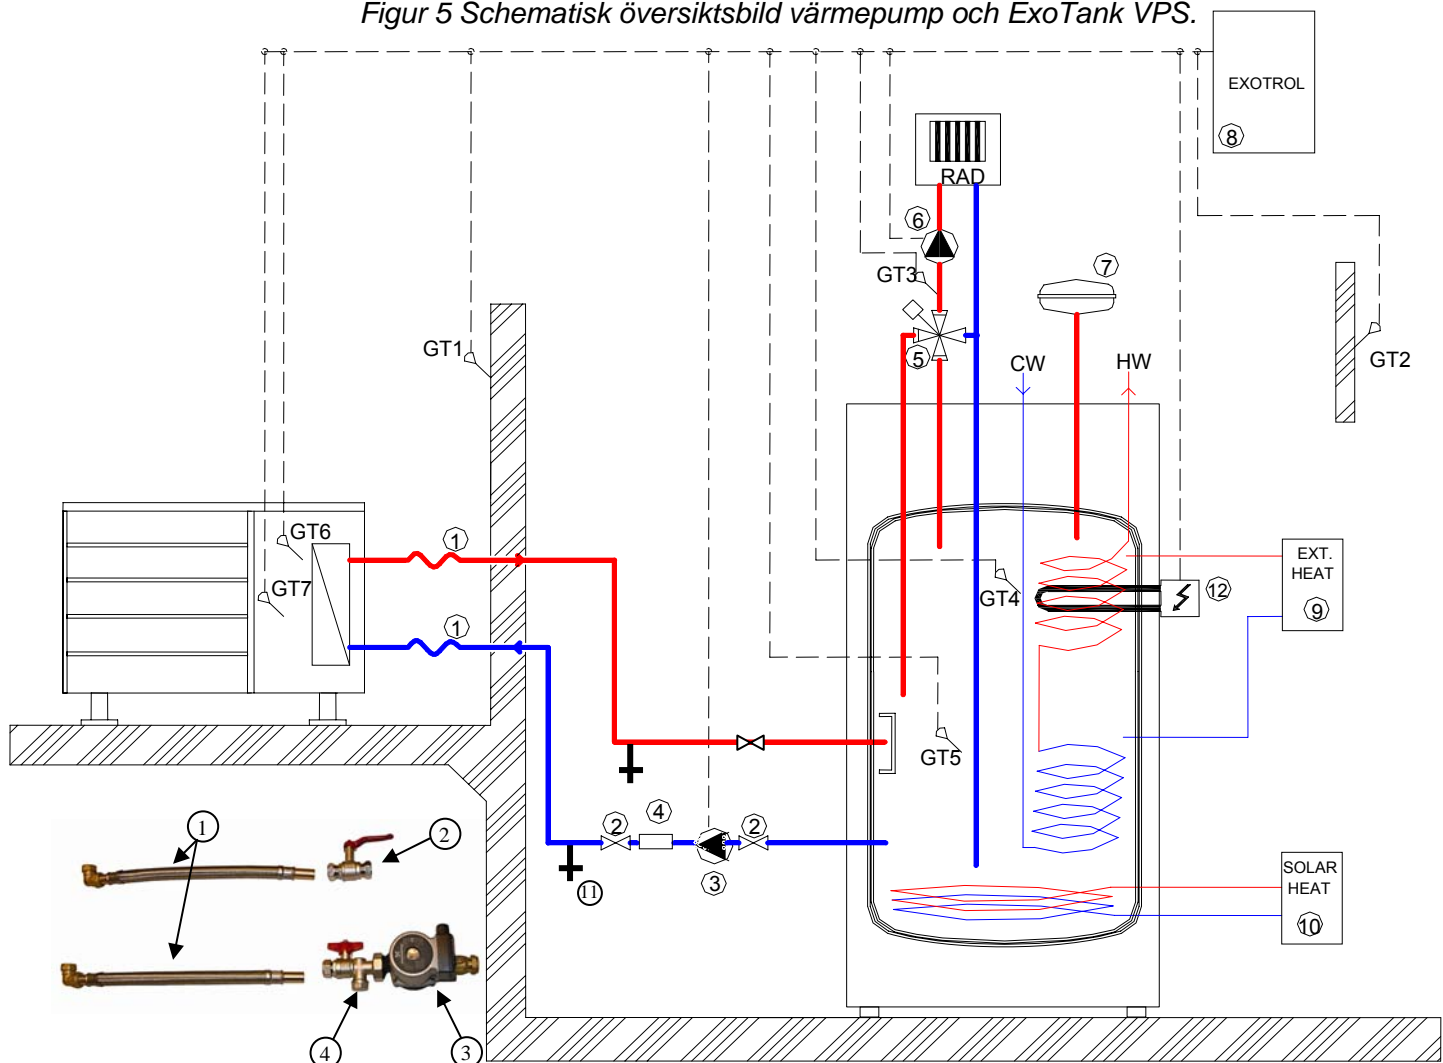 Figur 5 Schematisk översiktsbild värmepump och ExoTank VPS.
EXOTROL
8
RAD
6
GT3
7
5
GT1
CW
HW
GT2
GT6
1
EXT.
HEAT
9
GT7
GT4
12
1
GT5
2
4
2
3
11
1
2
SOLAR
HEAT
10
4
3